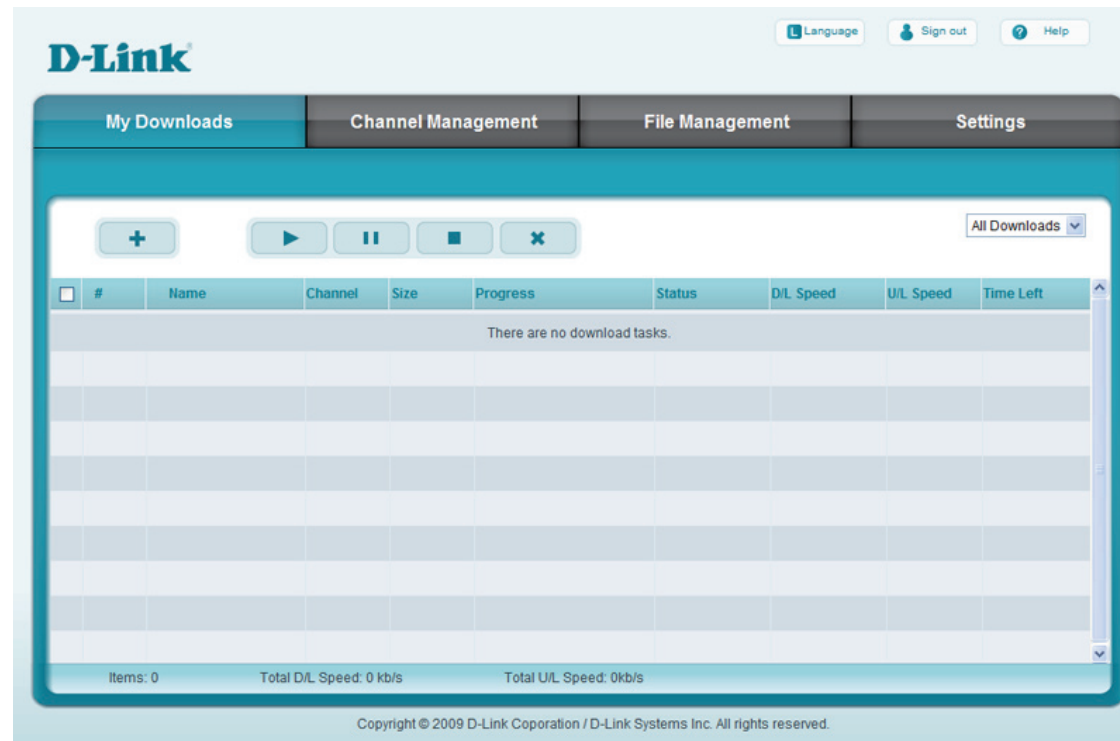 Language Sign out Help
D-Link
My Downloads Channel Management File Management Settings
All Downloads
# Name Channel Size Progress Status D/L Speed U/L Speed Time Left
There are no download tasks.
Items: 0 Total D/L Speed: 0 kb/s Total U/L Speed: 0kb/s
Copyright © 2009 D-Link Coporation / D-Link Systems Inc. All rights reserved.